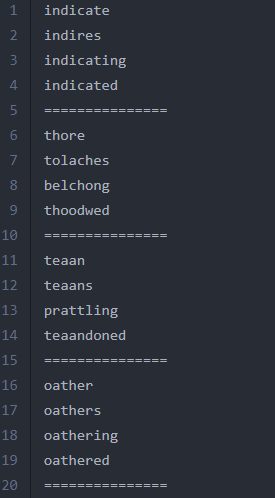 1 indicate
2 indires
3 indicating
4 indicated
5 ===============
6 thore
7 tolaches
8 belchong
9 thoodwed
10 ===============
11 teaan
12 teaans
13 prattling
14 teaandoned
15 ===============
16 oather
17 oathers
18 oathering
19 oathered
20 ===============